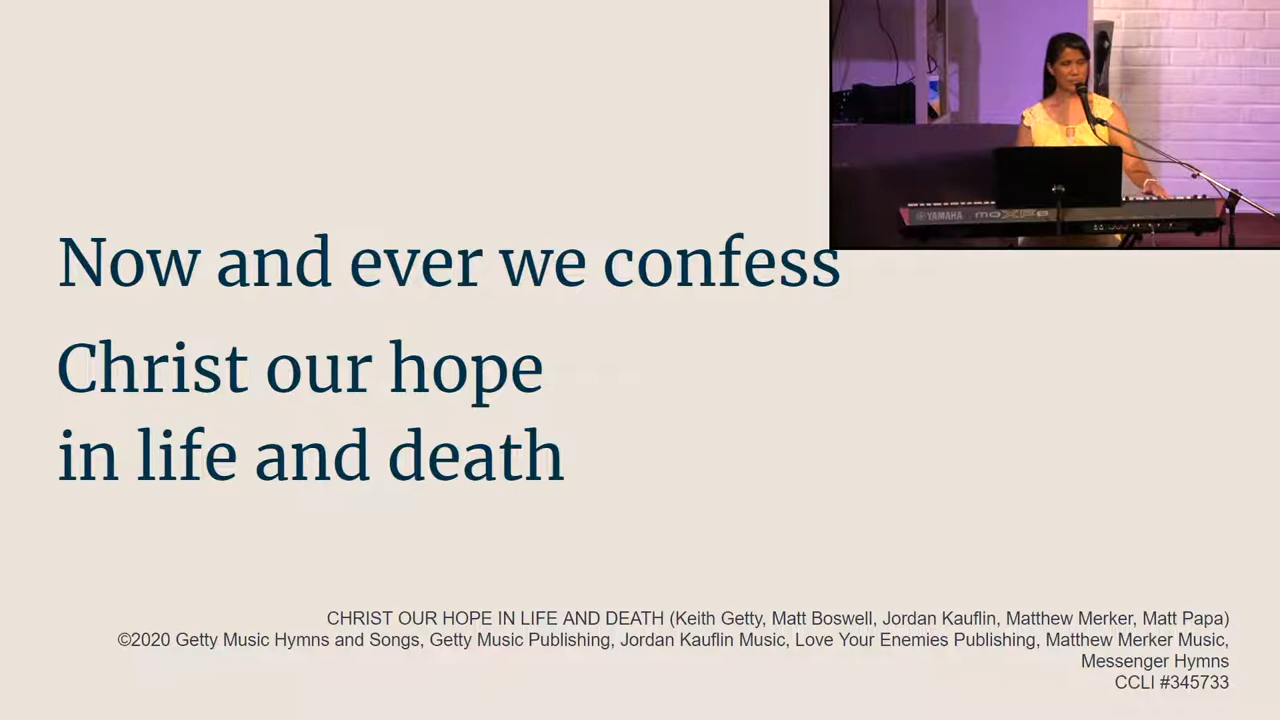 YAMAHA MOXF8
Now and ever we confess
Christ our hope
in life and death
CHRIST OUR HOPE IN LIFE AND DEATH (Keith Getty, Matt Boswell, Jordan Kauflin, Matthew Merker, Matt Papa)
©2020 Getty Music Hymns and Songs, Getty Music Publishing, Jordan Kauflin Music, Love Your Enemies Publishing, Matthew Merker Music,
Messenger Hymns
CCLI #345733